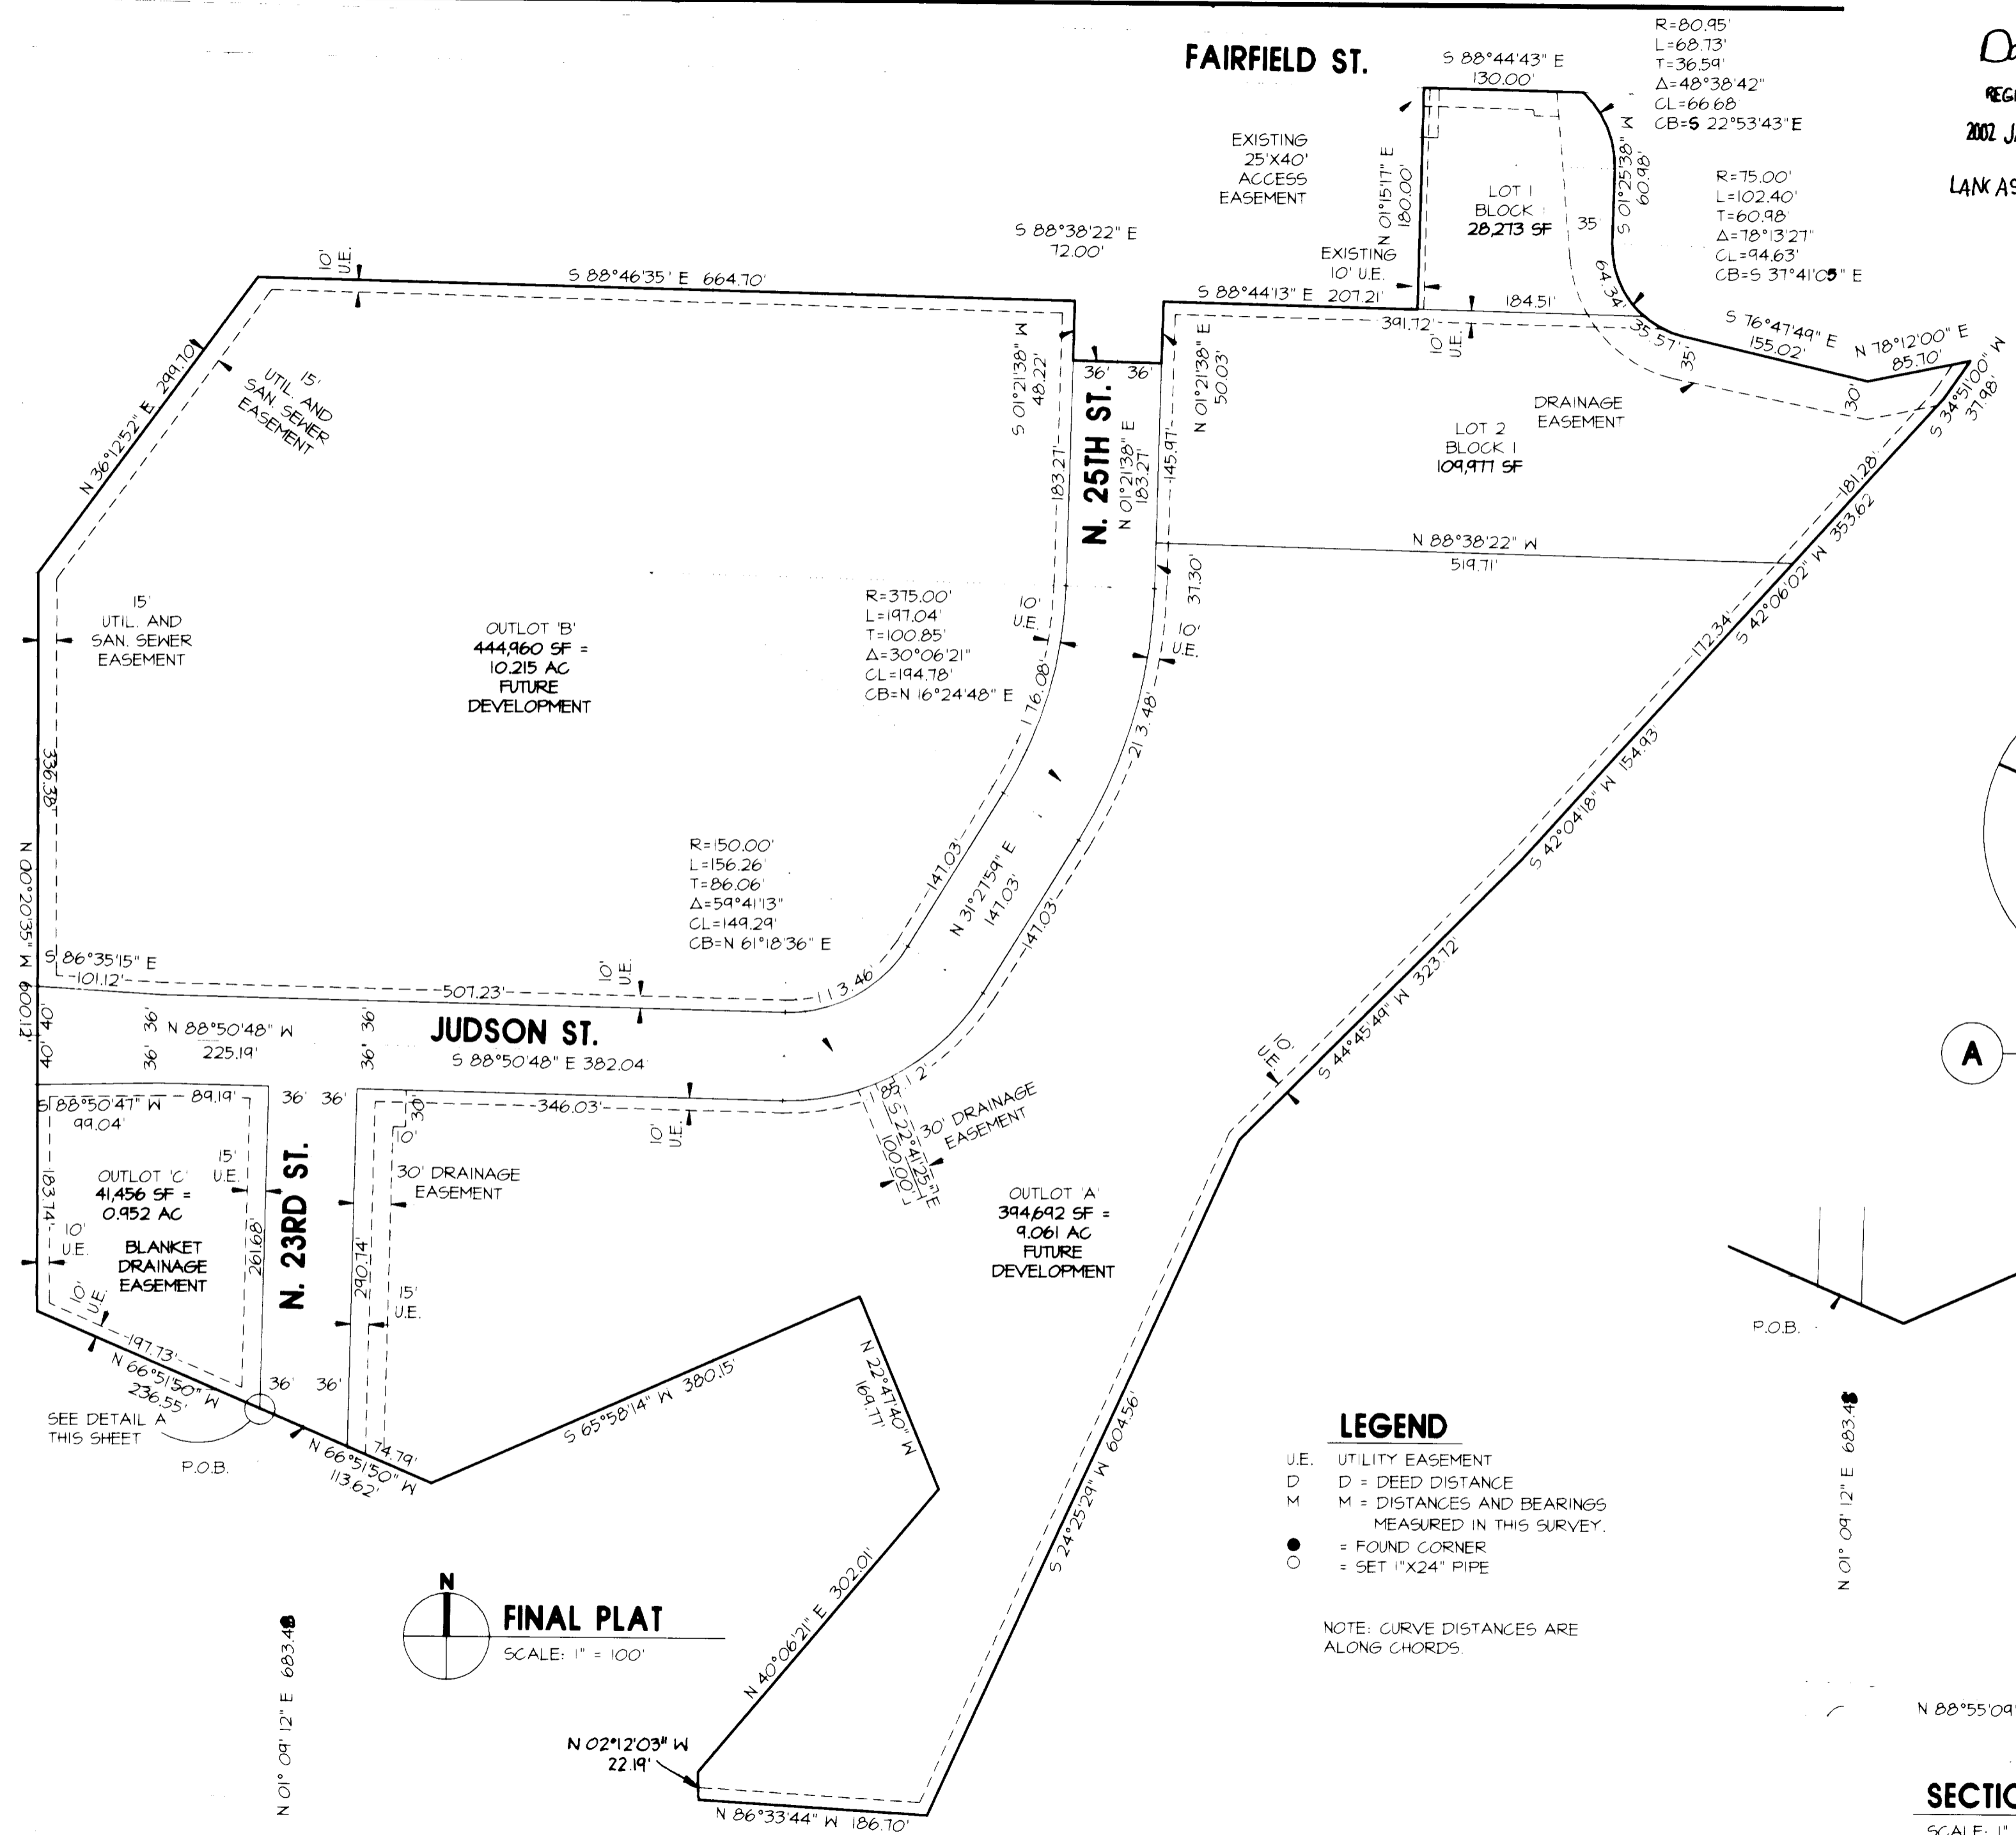 FAIRFIELD ST.
S 88°44'43" E
130.00'
R=80.95'
L=68.73'
T=36.59'
Δ=48°38'42"
CL=66.68
CB=S 22°53'43"E
EXISTING
25'X40'
ACCESS
EASEMENT
N 01°15'17" E
180.00'
LOT 1
BLOCK 1
28,273 SF
35'
S 01°25'38" W
60.98'
R=75.00'
L=102.40'
T=60.98'
Δ=78°13'27"
CL=94.63'
CB=S 37°41'05" E
S 88°38'22" E
72.00'
EXISTING
10' U.E.
10'
U.E.
S 88°46'35' E 664.70'
S 88°44'13" E 207.21'
184.51'
391.72'
10'
U.E.
64.34'
35.57'
35'
S 76°47'49" E
155.02'
N 78°12'00" E
85.70'
S 34°51'00" W
37.98'
30'
N 36°12'52" E 299.70'
15'
UTIL. AND
SAN. SEWER
EASEMENT
S 01°21'38" W
48.22'
36' 36'
N. 25TH ST.
N 01°21'38" E
183.27'
183.27'
145.97'
N 01°21'38" E
50.03'
DRAINAGE
EASEMENT
LOT 2
BLOCK 1
109,977 SF
N 88°38'22" W
519.71'
181.28'
S 42°06'02" W 353.62
172.34'
15'
UTIL. AND
SAN. SEWER
EASEMENT
OUTLOT 'B'
444,960 SF =
10.215 AC
FUTURE
DEVELOPMENT
R=375.00'
L=197.04'
T=100.85'
Δ=30°06'21"
CL=194.78'
CB=N 16°24'48" E
10'
U.E.
37.30'
10'
U.E.
176.08'
213.48'
S 42°04'18" W 154.93'
336.38'
N 00°20'35" W 600.12'
R=150.00'
L=156.26'
T=86.06'
Δ=59°41'13"
CL=149.29'
CB=N 61°18'36" E
147.03'
N 31°27'59" E
147.03'
147.03'
S 86°35'15" E
101.12'
507.23'
10'
U.E.
113.46'
40'
40'
36'
36'
N 88°50'48" W
225.19'
36'
36'
JUDSON ST.
S 88°50'48" E 382.04
S 44°45'49" W 323.72'
10'
U.E.
A
S 88°50'47" W
99.04'
89.19'
36' 36'
30'
10'
346.03'
10'
U.E.
S 22°41'25" E
100.00'
30' DRAINAGE
EASEMENT
OUTLOT 'C'
41,456 SF =
0.952 AC
BLANKET
DRAINAGE
EASEMENT
15'
U.E.
183.74'
10'
U.E.
10'
U.E.
261.68'
N. 23RD ST.
290.74'
30' DRAINAGE
EASEMENT
15'
U.E.
OUTLOT 'A'
394,692 SF =
9.061 AC
FUTURE
DEVELOPMENT
197.73'
N 66°51'50" W
236.55'
36' 36'
SEE DETAIL A
THIS SHEET
P.O.B.
74.79'
N 66°51'50" W
113.62'
S 65°58'14" W 380.15'
N 22°47'40" W
169.77'
S 24°25'29" W 604.56'
P.O.B.
N 01° 09' 12" E
LEGEND
U.E. UTILITY EASEMENT
D D = DEED DISTANCE
M M = DISTANCES AND BEARINGS
MEASURED IN THIS SURVEY.
= FOUND CORNER
= SET 1"X24" PIPE
NOTE: CURVE DISTANCES ARE
ALONG CHORDS.
N
FINAL PLAT
SCALE: 1" = 100'
N 01° 09' 12" E
N 40°06'21" E 302.01'
N 02°12'03" W
22.19'
N 86°33'44" W 186.70'
N 88°55'09
SCALE: 1"